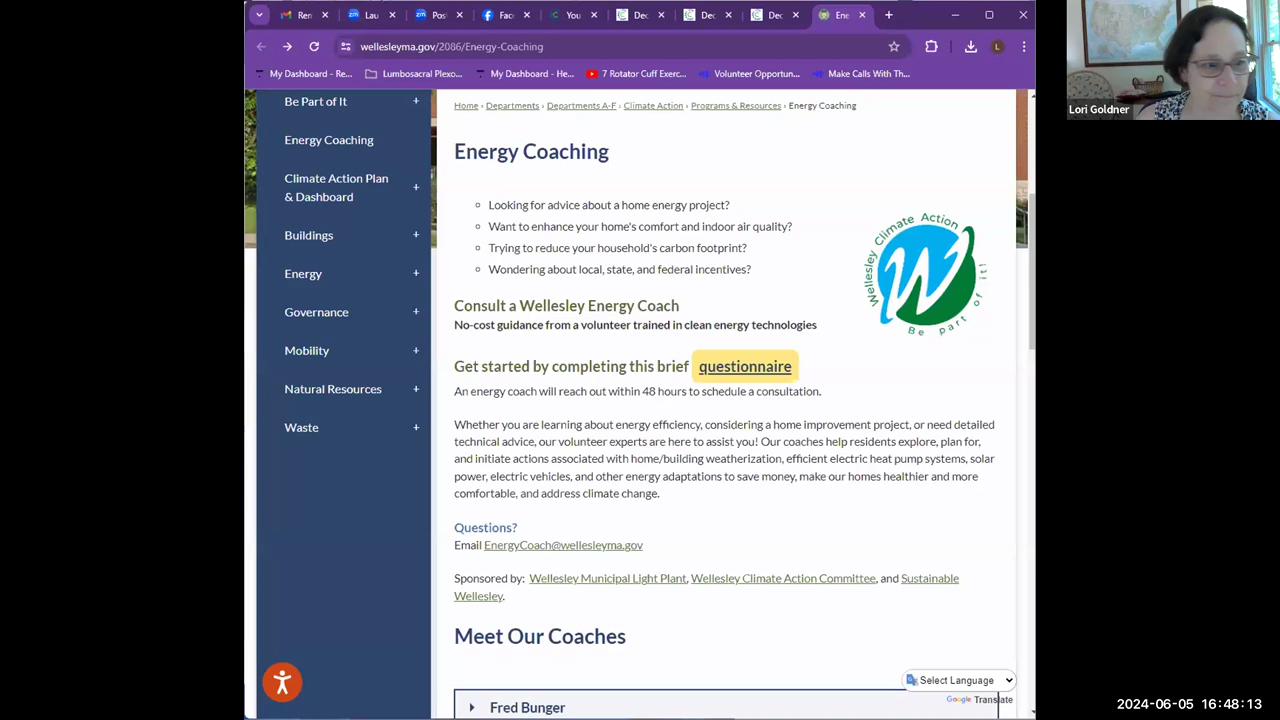 Ren
Lau
Pos
Face
You
Dec
Dec
Dec
Ene
wellesleyma.gov/2086/Energy-Coaching
L
My Dashboard - Re...
Lumbosacral Plexo...
My Dashboard - He...
7 Rotator Cuff Exerc...
Volunteer Opportun...
Make Calls With Th...
Lori Goldner
Be Part of It +
Energy Coaching
Climate Action Plan
& Dashboard +
Buildings +
Energy +
Governance +
Mobility +
Natural Resources +
Waste +
Home › Departments › Departments A-F › Climate Action › Programs & Resources › Energy Coaching
Energy Coaching
Looking for advice about a home energy project?
Want to enhance your home's comfort and indoor air quality?
Trying to reduce your household's carbon footprint?
Wondering about local, state, and federal incentives?
Wellesley Climate Action
W
Be part of it!
Consult a Wellesley Energy Coach
No-cost guidance from a volunteer trained in clean energy technologies
Get started by completing this brief questionnaire
An energy coach will reach out within 48 hours to schedule a consultation.
Whether you are learning about energy efficiency, considering a home improvement project, or need detailed
technical advice, our volunteer experts are here to assist you! Our coaches help residents explore, plan for,
and initiate actions associated with home/building weatherization, efficient electric heat pump systems, solar
power, electric vehicles, and other energy adaptations to save money, make our homes healthier and more
comfortable, and address climate change.
Questions?
Email EnergyCoach@wellesleyma.gov
Sponsored by: Wellesley Municipal Light Plant, Wellesley Climate Action Committee, and Sustainable
Wellesley.
Meet Our Coaches
Fred Bunger
Select Language
Google Translate
2024-06-05 16:48:13